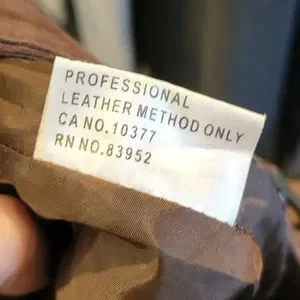 PROFESSIONAL
LEATHER METHOD ONLY
CA NO.10377
RN NO.83952